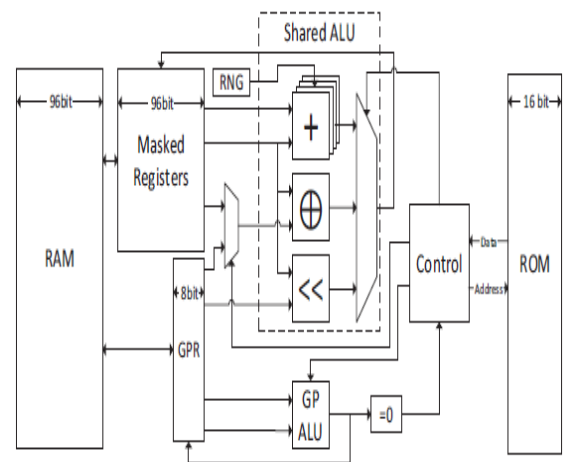 Shared ALU
RNG
96bit
96bit
16 bit
Masked
Registers
+
⊕
<<
RAM
Control
Data
Address
ROM
8bit
GPR
GP
ALU
=0